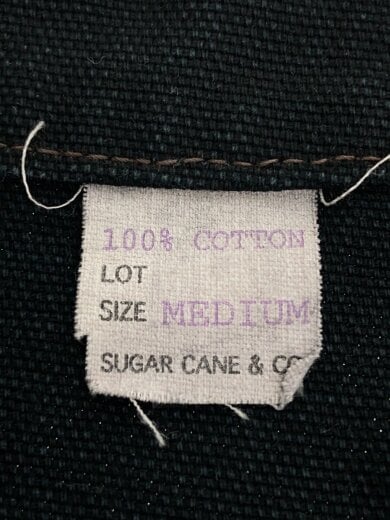 100% COTTON
LOT
SIZE MEDIUM
SUGAR CANE & CO